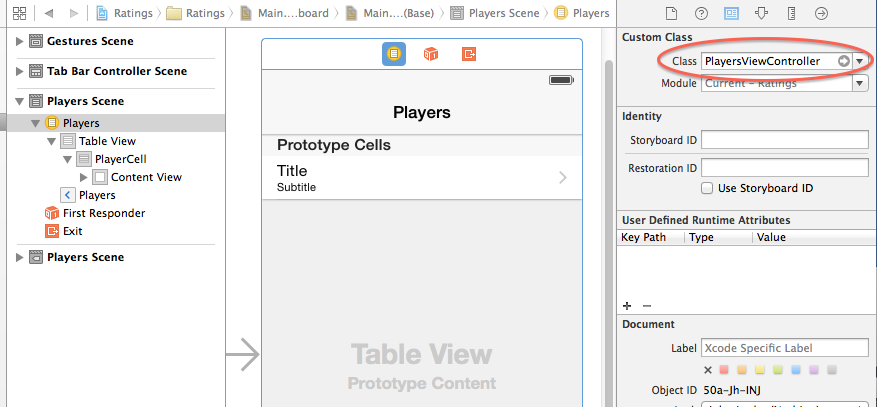 Ratings > Ratings > Main....board > Main....(Base) > Players Scene > Players
Gestures Scene
Tab Bar Controller Scene
Players Scene
Players
Table View
PlayerCell
Content View
Players
First Responder
Exit
Players Scene
Players
Prototype Cells
Title
Subtitle
Table View
Prototype Content
Custom Class
Class PlayersViewController
Module Current – Ratings
Identity
Storyboard ID
Restoration ID
Use Storyboard ID
User Defined Runtime Attributes
Key Path Type Value
Document
Label Xcode Specific Label
Object ID 50a-Jh-INJ